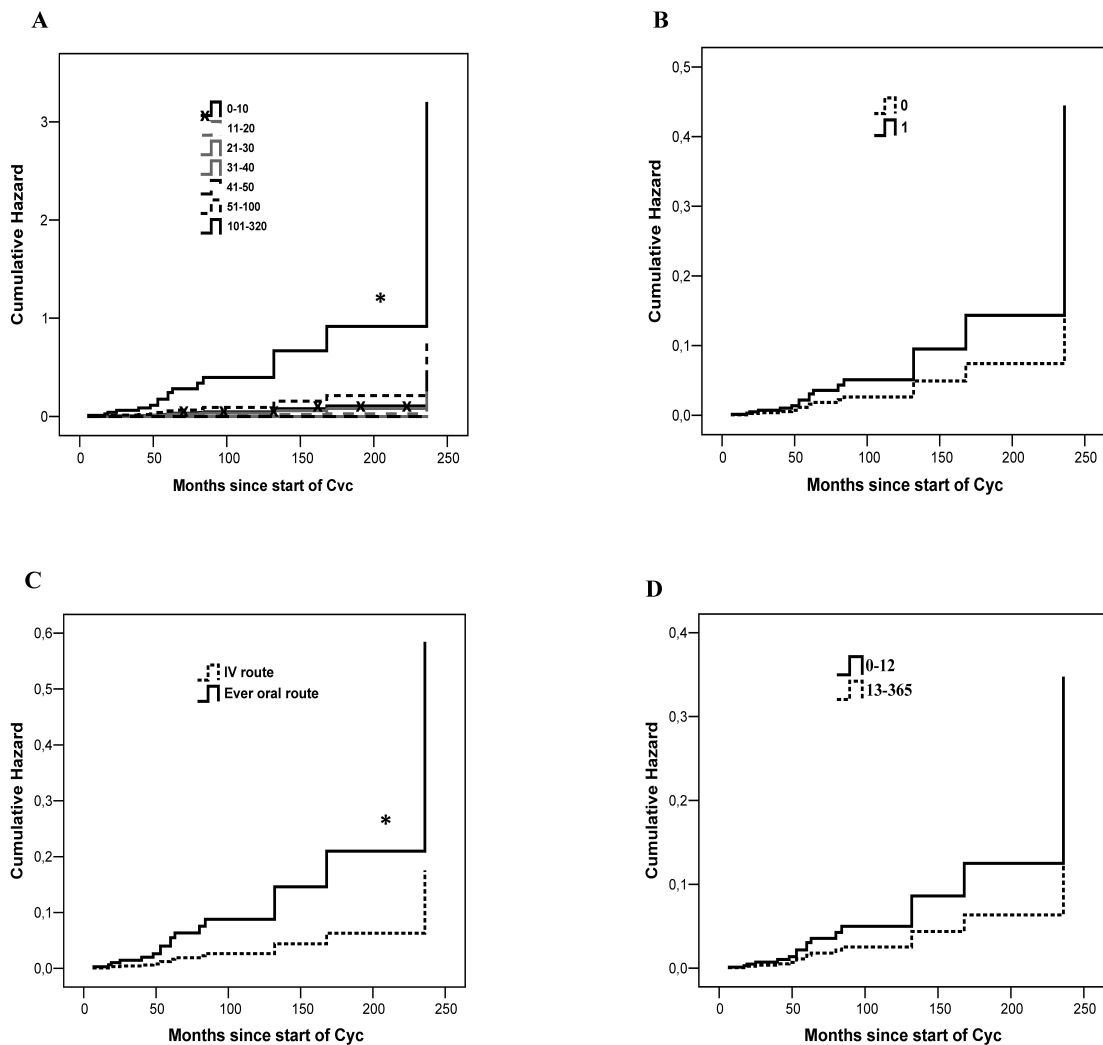 A
Cumulative Hazard
3
2
1
0
0-10
11-20
21-30
31-40
41-50
51-100
101-320
*
0 50 100 150 200 250
Months since start of Cvc
B
Cumulative Hazard
0,5
0,4
0,3
0,2
0,1
0,0
0
1
0 50 100 150 200 250
Months since start of Cyc
C
Cumulative Hazard
0,6
0,5
0,4
0,3
0,2
0,1
0,0
IV route
Ever oral route
*
0 50 100 150 200 250
Months since start of Cyc
D
Cumulative Hazard
0,4
0,3
0,2
0,1
0,0
0-12
13-365
0 50 100 150 200 250
Months since start of Cyc